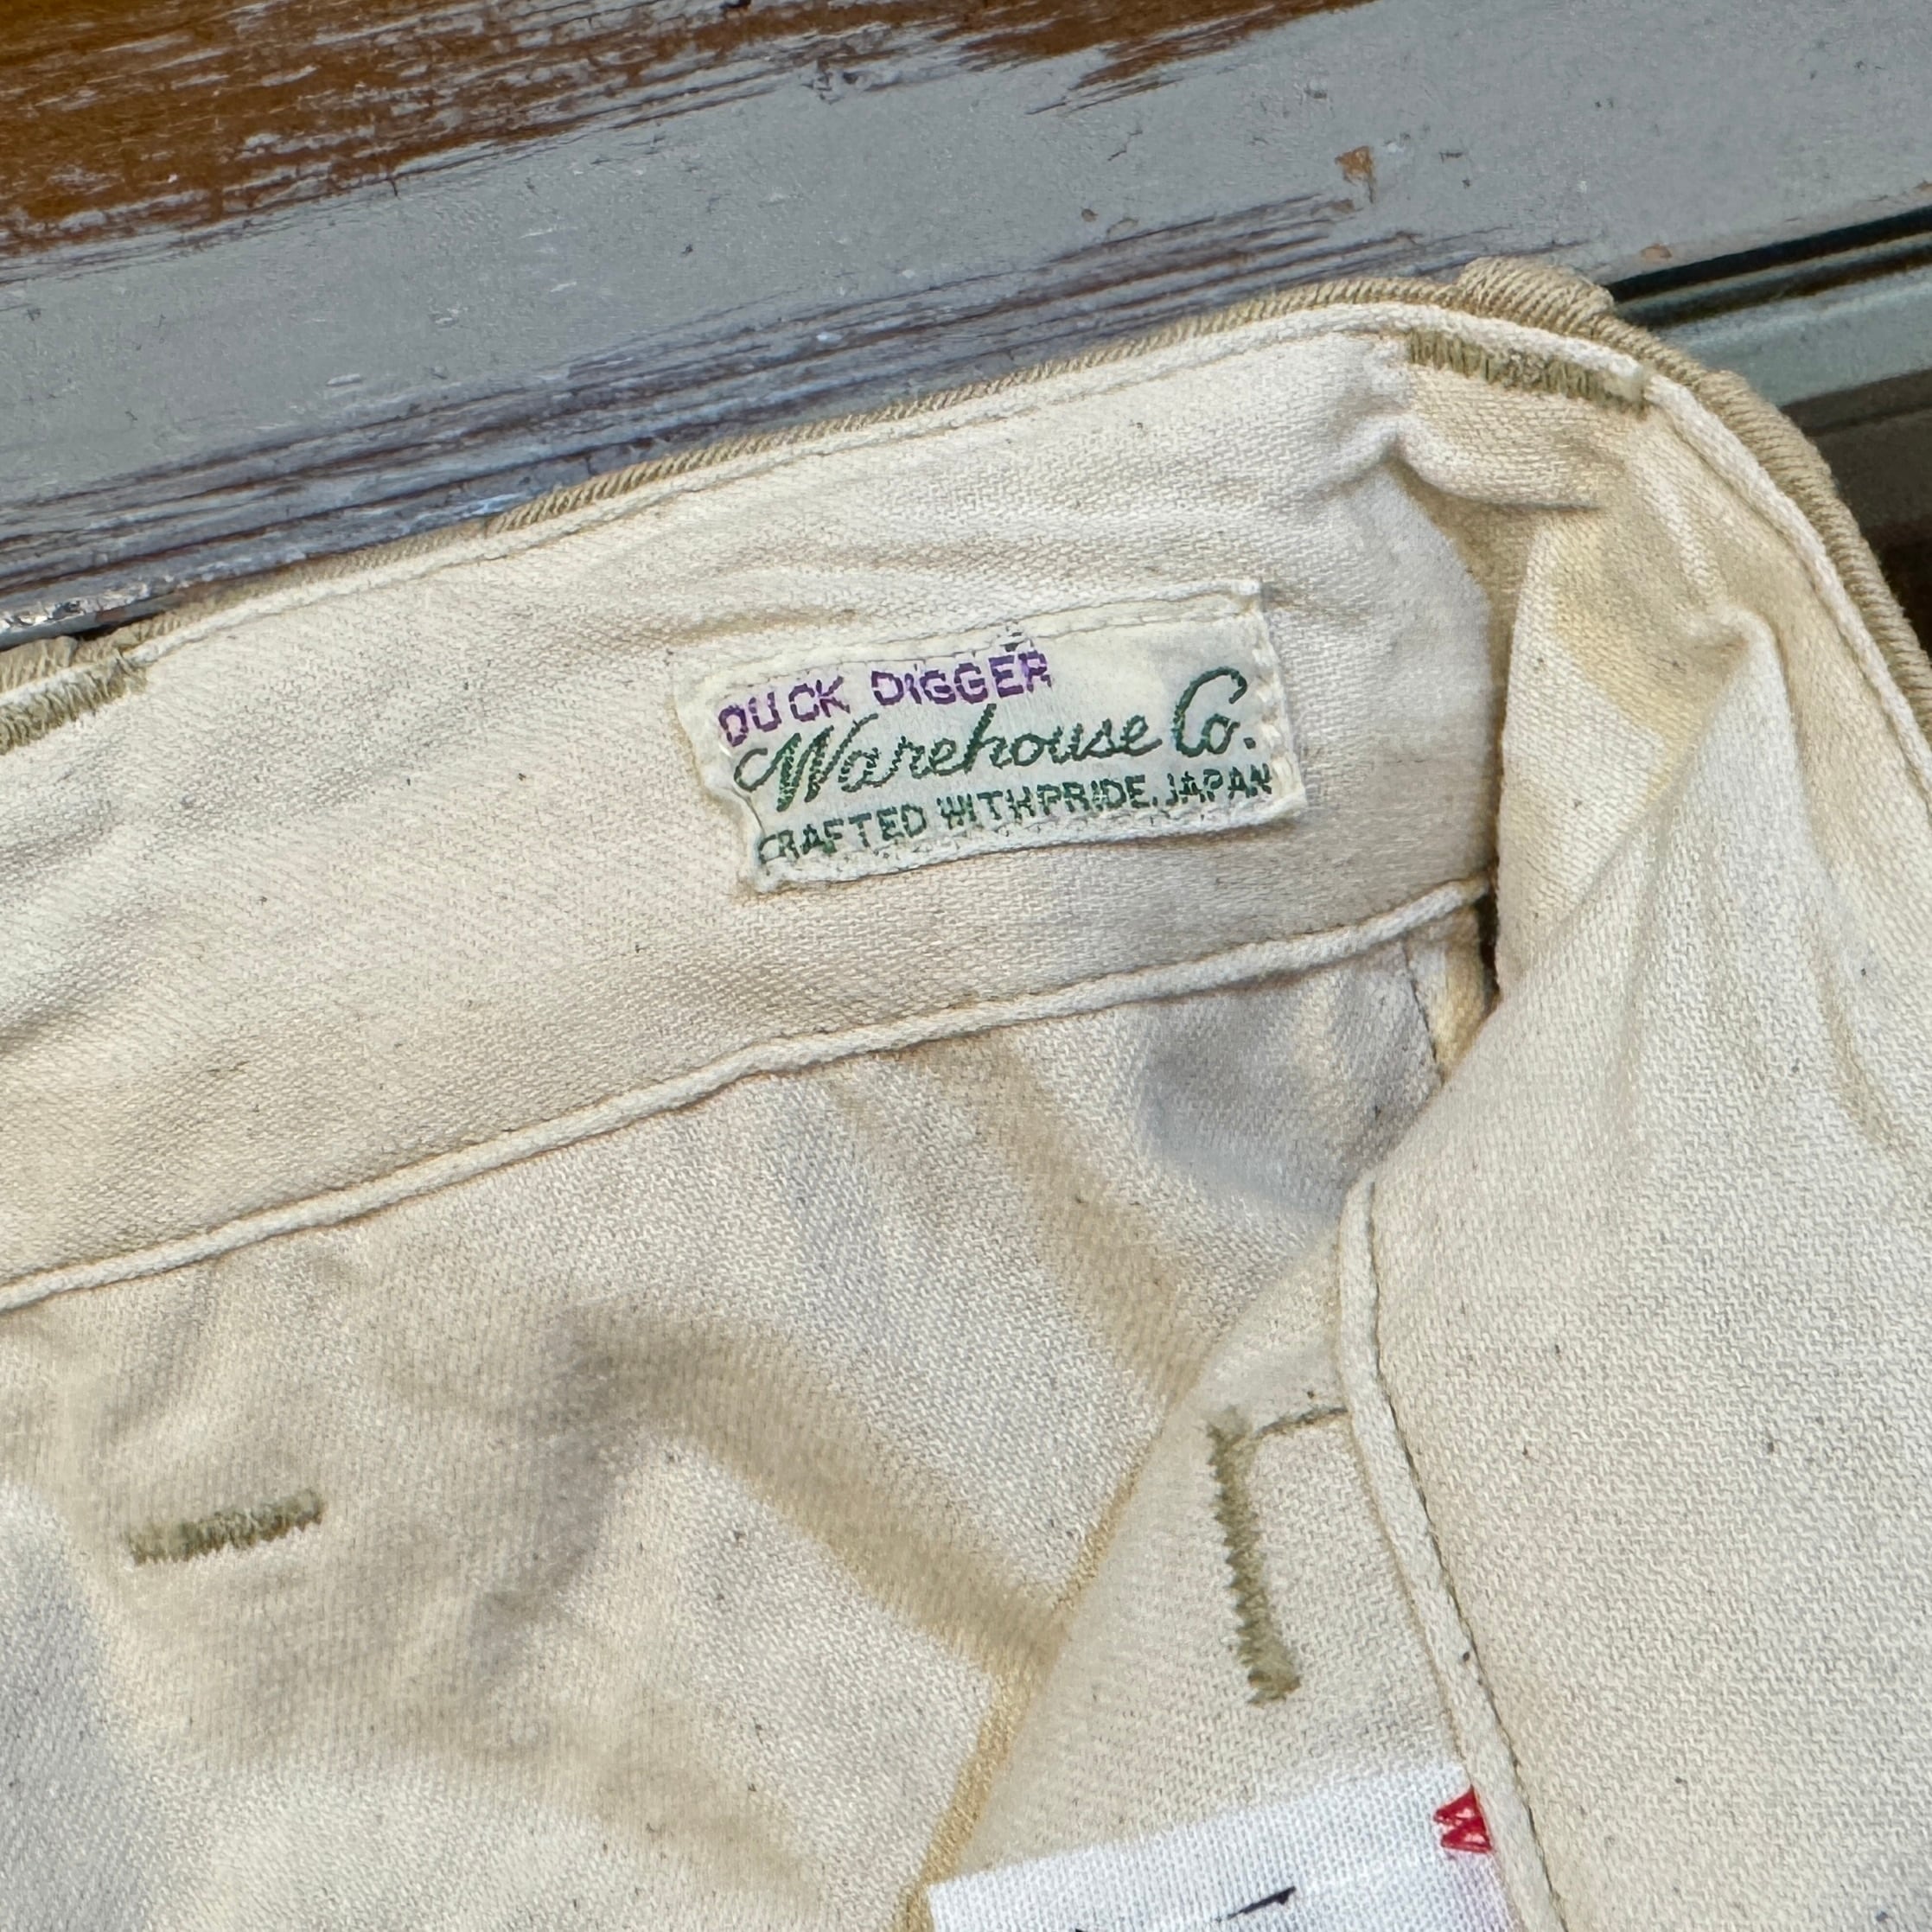 DUCK DIGGER
Warehouse Co.
CRAFTED WITH PRIDE. JAPAN
W